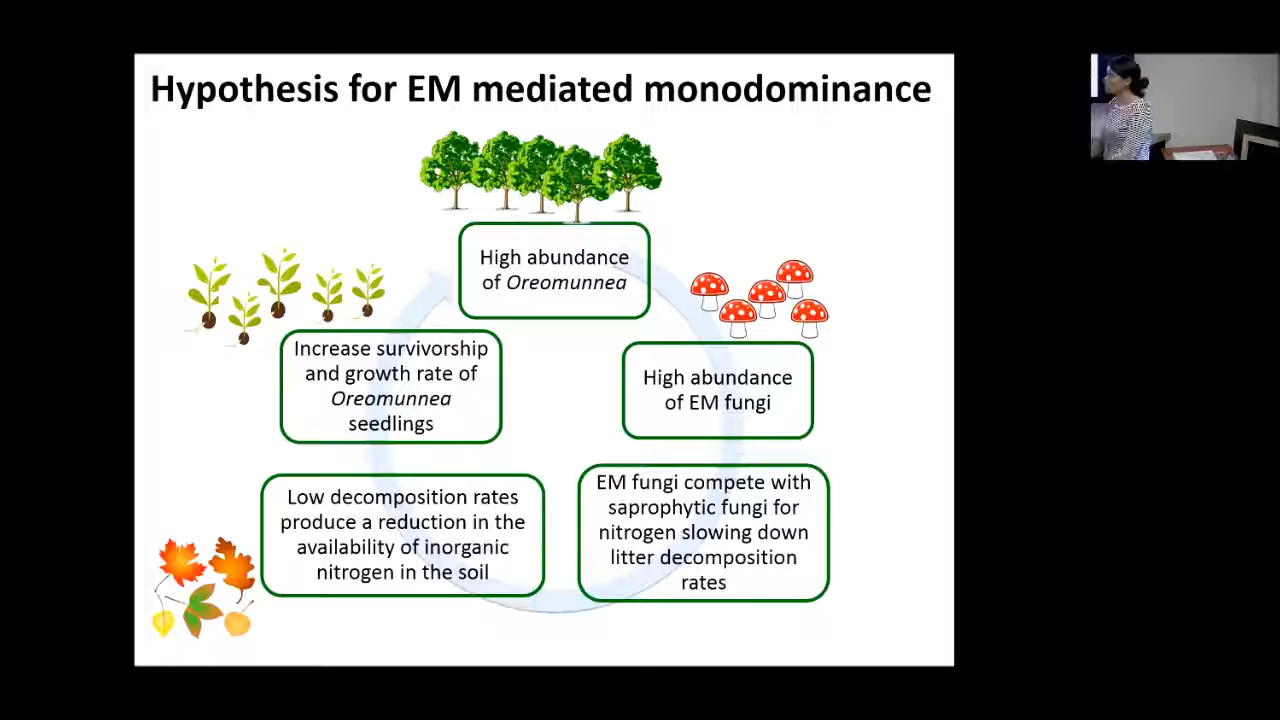 Hypothesis for EM mediated monodominance
High abundance
of Oreomunnea
High abundance
of EM fungi
EM fungi compete with
saprophytic fungi for
nitrogen slowing down
litter decomposition
rates
Low decomposition rates
produce a reduction in the
availability of inorganic
nitrogen in the soil
Increase survivorship
and growth rate of
Oreomunnea
seedlings